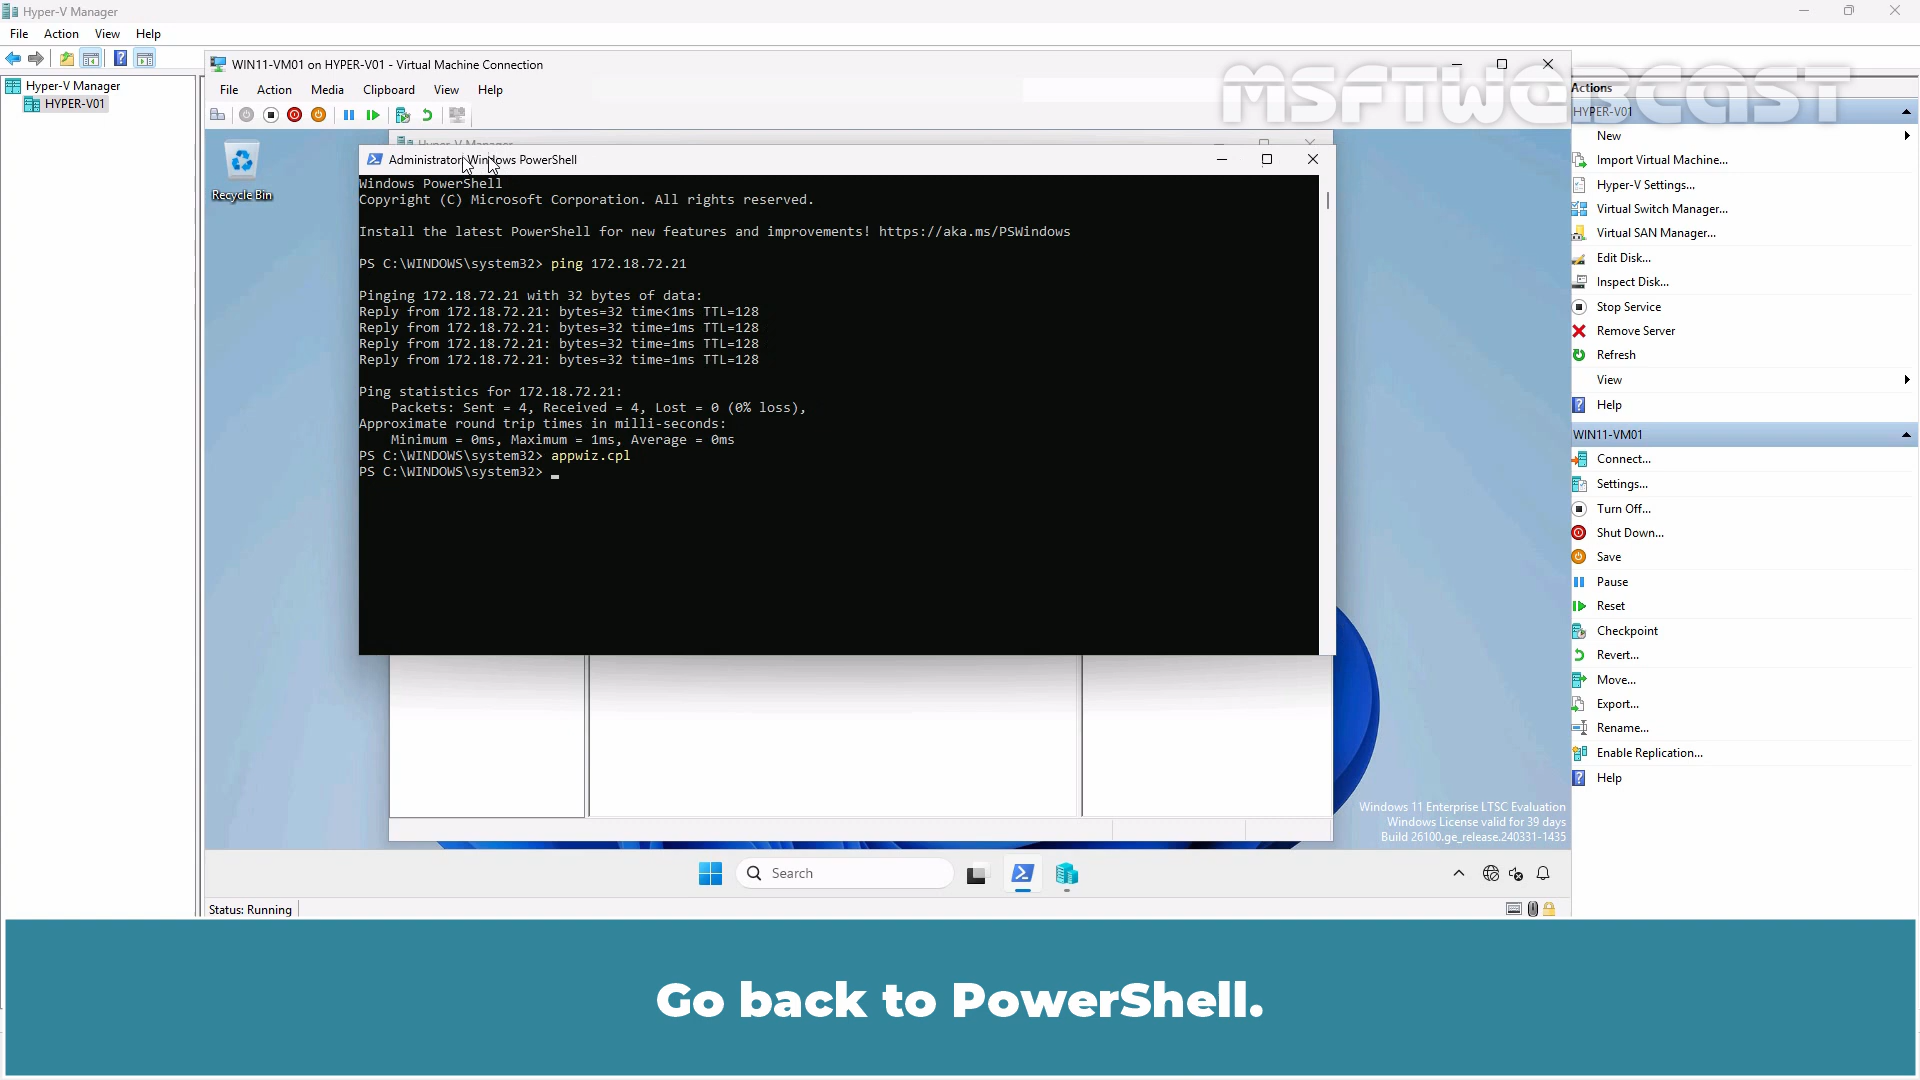 Hyper-V Manager
File Action View Help
Hyper-V Manager
HYPER-V01
WIN11-VM01 on HYPER-V01 - Virtual Machine Connection
File Action Media Clipboard View Help
MSFTWEBCAST
Recycle Bin
Hyper-V Manager
Administrator Windows PowerShell
Windows PowerShell
Copyright (C) Microsoft Corporation. All rights reserved.
Install the latest PowerShell for new features and improvements! https://aka.ms/PSWindows
PS C:\WINDOWS\system32> ping 172.18.72.21
Pinging 172.18.72.21 with 32 bytes of data:
Reply from 172.18.72.21: bytes=32 time<1ms TTL=128
Reply from 172.18.72.21: bytes=32 time=1ms TTL=128
Reply from 172.18.72.21: bytes=32 time=1ms TTL=128
Reply from 172.18.72.21: bytes=32 time=1ms TTL=128
Ping statistics for 172.18.72.21:
Packets: Sent = 4, Received = 4, Lost = 0 (0% loss),
Approximate round trip times in milli-seconds:
Minimum = 0ms, Maximum = 1ms, Average = 0ms
PS C:\WINDOWS\system32> appwiz.cpl
PS C:\WINDOWS\system32>
Windows 11 Enterprise LTSC Evaluation
Windows License valid for 39 days
Build 26100.ge_release.240331-1435
Search
Status: Running
Actions
HYPER-V01
New
Import Virtual Machine...
Hyper-V Settings...
Virtual Switch Manager...
Virtual SAN Manager...
Edit Disk...
Inspect Disk...
Stop Service
Remove Server
Refresh
View
Help
WIN11-VM01
Connect...
Settings...
Turn Off...
Shut Down...
Save
Pause
Reset
Checkpoint
Revert...
Move...
Export...
Rename...
Enable Replication...
Help
Go back to PowerShell.